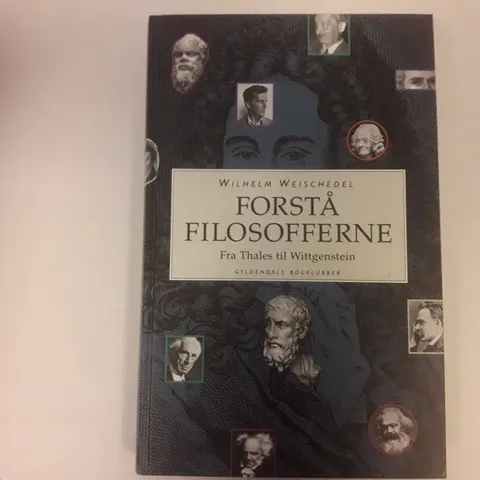 WILHELM WEISCHEDEL
FORSTÅ
FILOSOFFERNE
Fra Thales til Wittgenstein
GYLDENDALS BOGKLUBBER